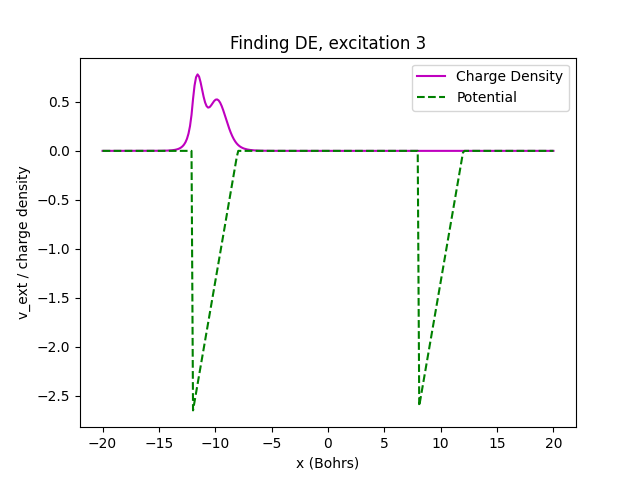 Finding DE, excitation 3
Charge Density
Potential
v_ext / charge density
0.5
0.0
−0.5
−1.0
−1.5
−2.0
−2.5
−20 −15 −10 −5 0 5 10 15 20
x (Bohrs)